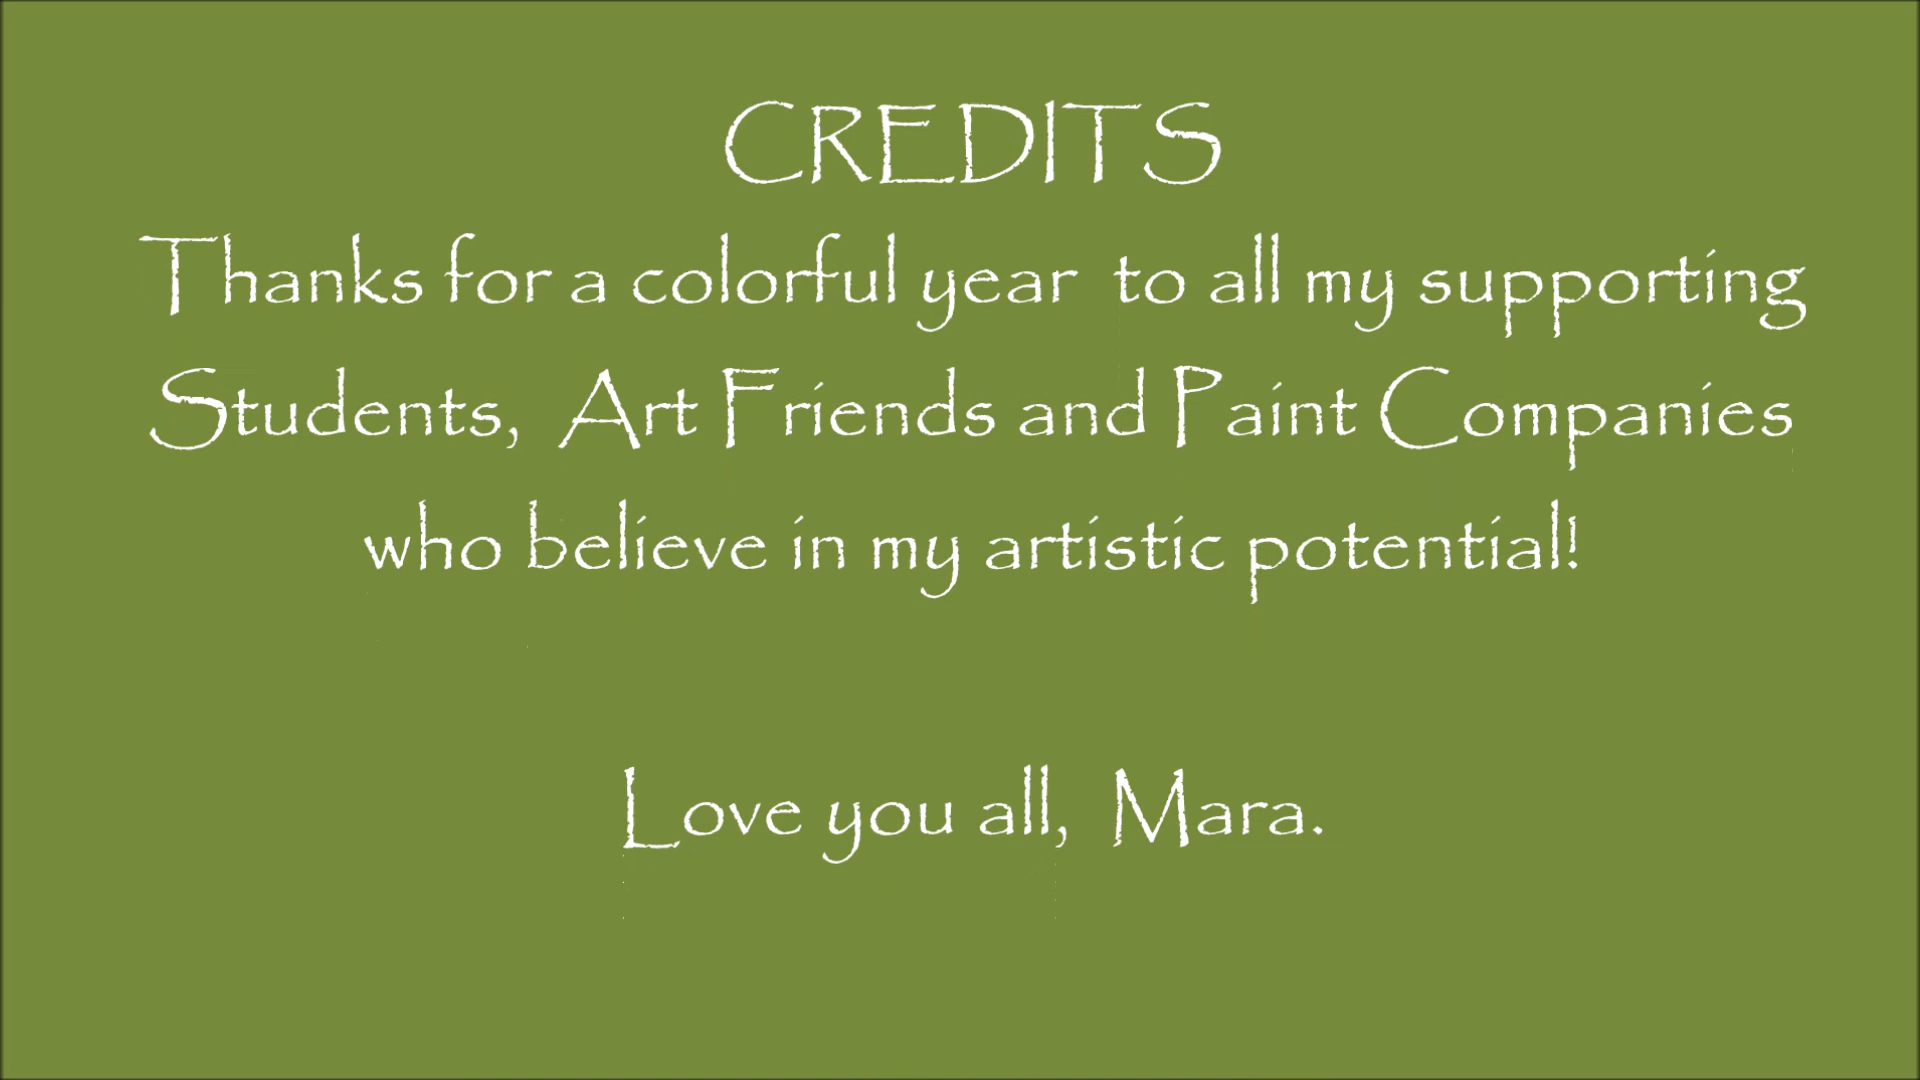 CREDITS
Thanks for a colorful year to all my supporting
Students, Art Friends and Paint Companies
who believe in my artistic potential!
Love you all, Mara.